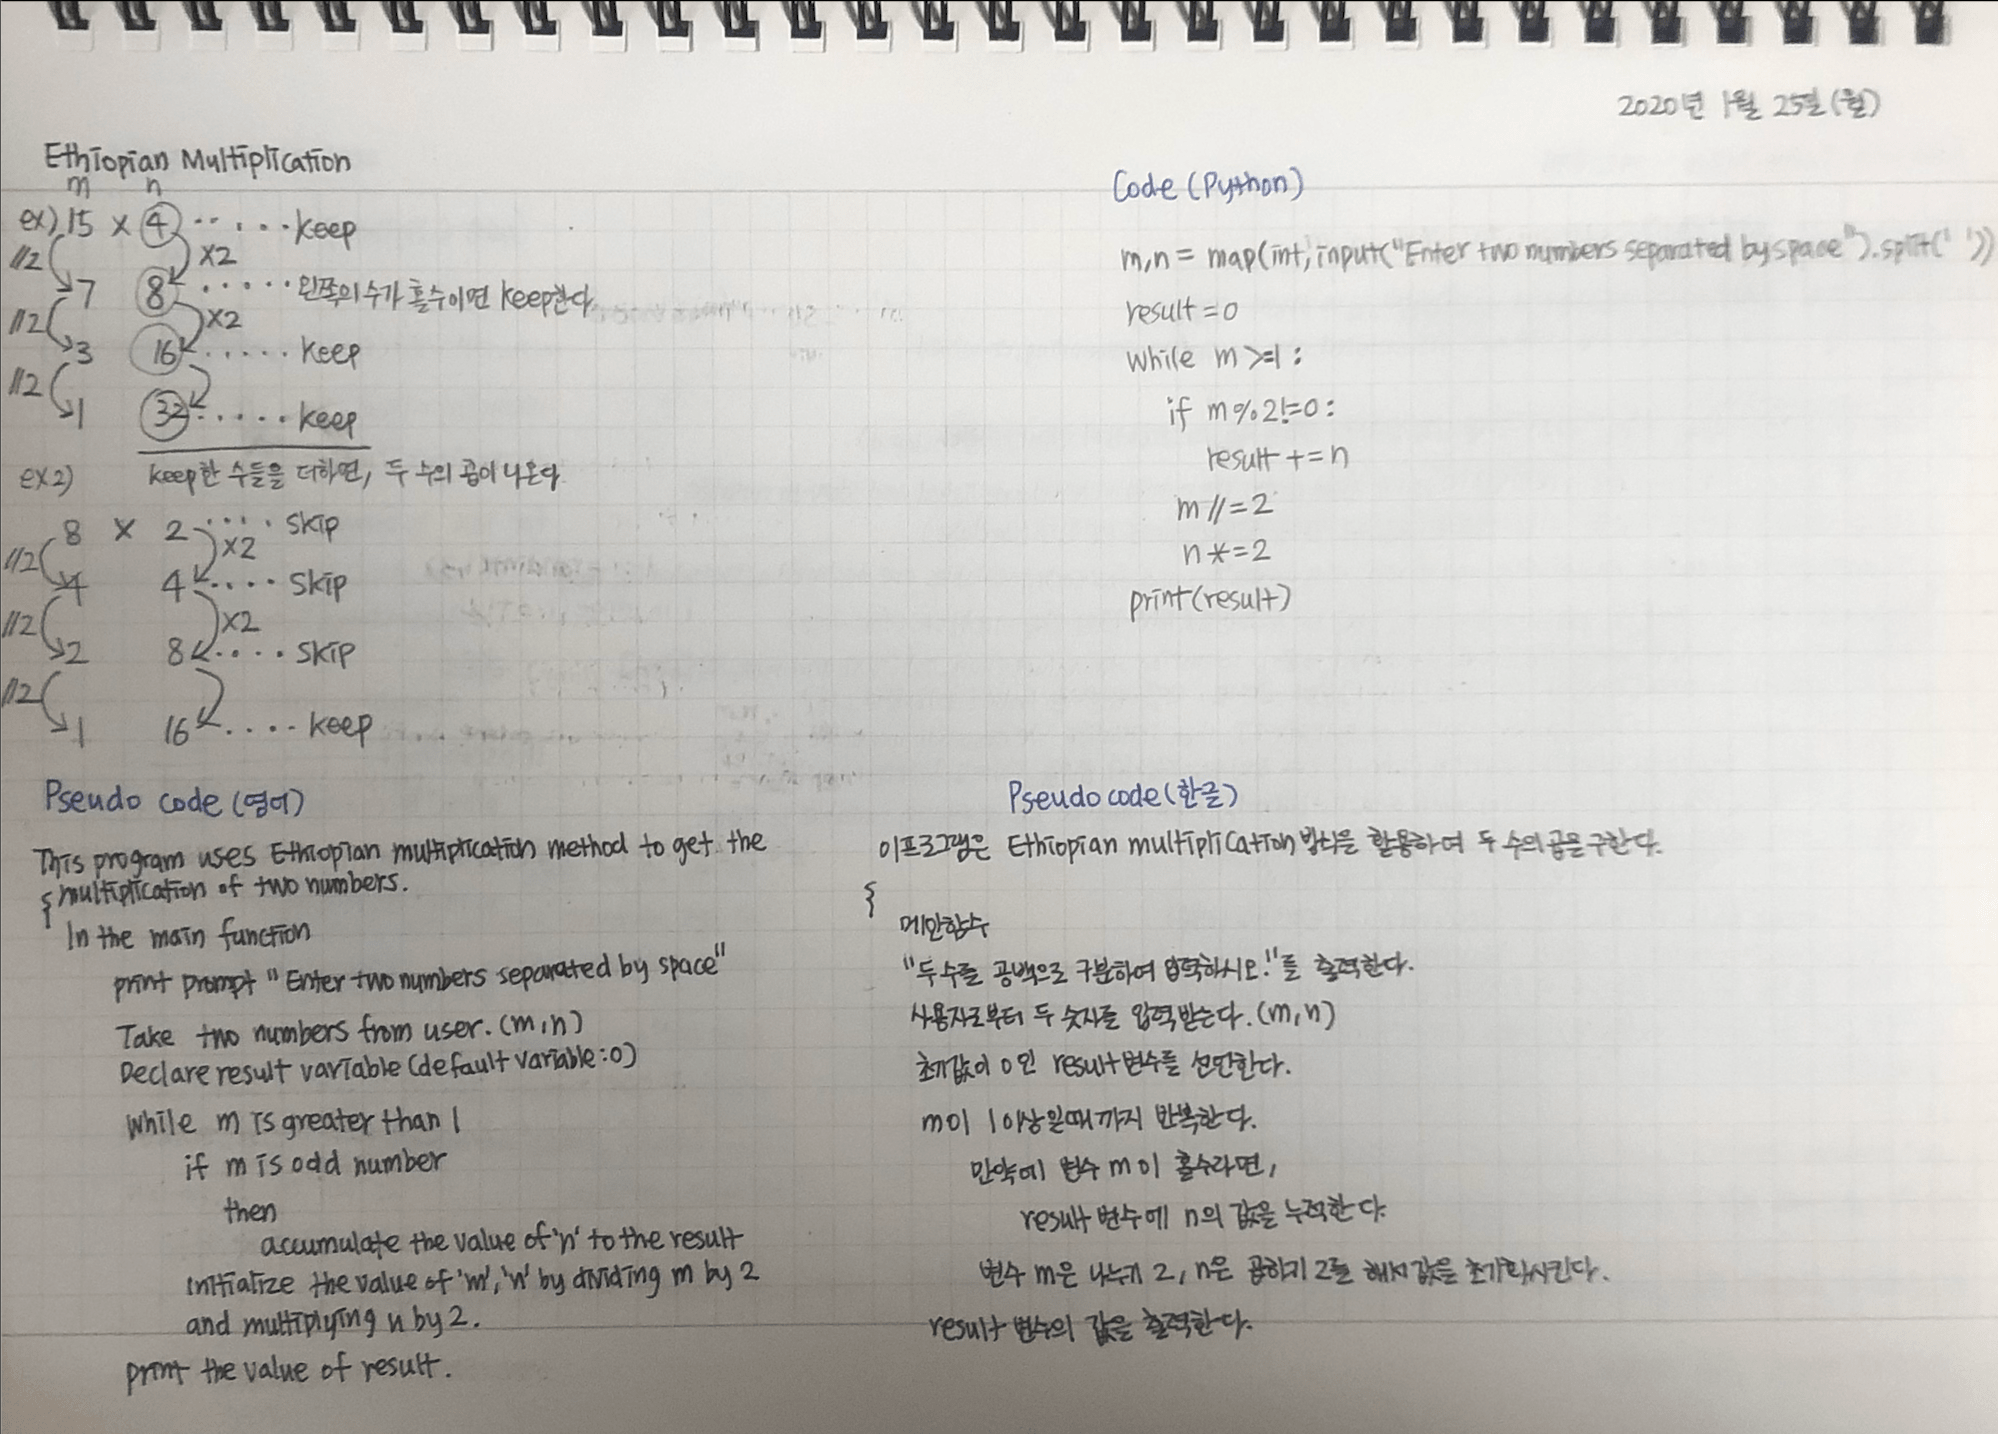 2020년 1월 25일(월)
Ethiopian Multiplication
m n
ex) 15 x 4 ······ keep
//2 x2
7 8 ······ 왼쪽의 수가 홀수이면 keep한다.
//2 x2
3 16 ····· keep
//2
1 32 ····· keep
keep한 수들을 더하면, 두 수의 곱이 나온다.
ex2)
8 x 2 ···· skip
//2 x2
4 4 ···· skip
//2 x2
2 8 ···· skip
//2
1 16 ···· keep
Code (Python)
m,n = map(int, input("Enter two numbers separated by space").split(' '))
result = 0
while m >=1 :
if m%2!=0 :
result += n
m //= 2
n *= 2
print(result)
Pseudo code (영어)
This program uses Ethiopian multiplication method to get the
multiplication of two numbers.
{
In the main function
print prompt "Enter two numbers separated by space"
Take two numbers from user. (m,n)
Declare result variable (default variable : 0)
while m is greater than 1
if m is odd number
then
accumulate the value of 'n' to the result
initialize the value of 'm', 'n' by dividing m by 2
and multiplying n by 2.
print the value of result.
Pseudo code (한글)
이프로그램은 Ethiopian multiplication 방식을 활용하여 두 수의 곱을 구한다.
{
메인함수
"두 수를 공백으로 구분하여 입력하시오."를 출력한다.
사용자로부터 두 숫자를 입력받는다. (m,n)
초기값이 0인 result 변수를 선언한다.
m이 1이상일때까지 반복한다.
만약에 변수 m이 홀수라면,
result 변수에 n의 값을 누적한다.
변수 m은 나누기 2, n은 곱하기 2를 해서 값을 초기화시킨다.
result 변수의 값을 출력한다.